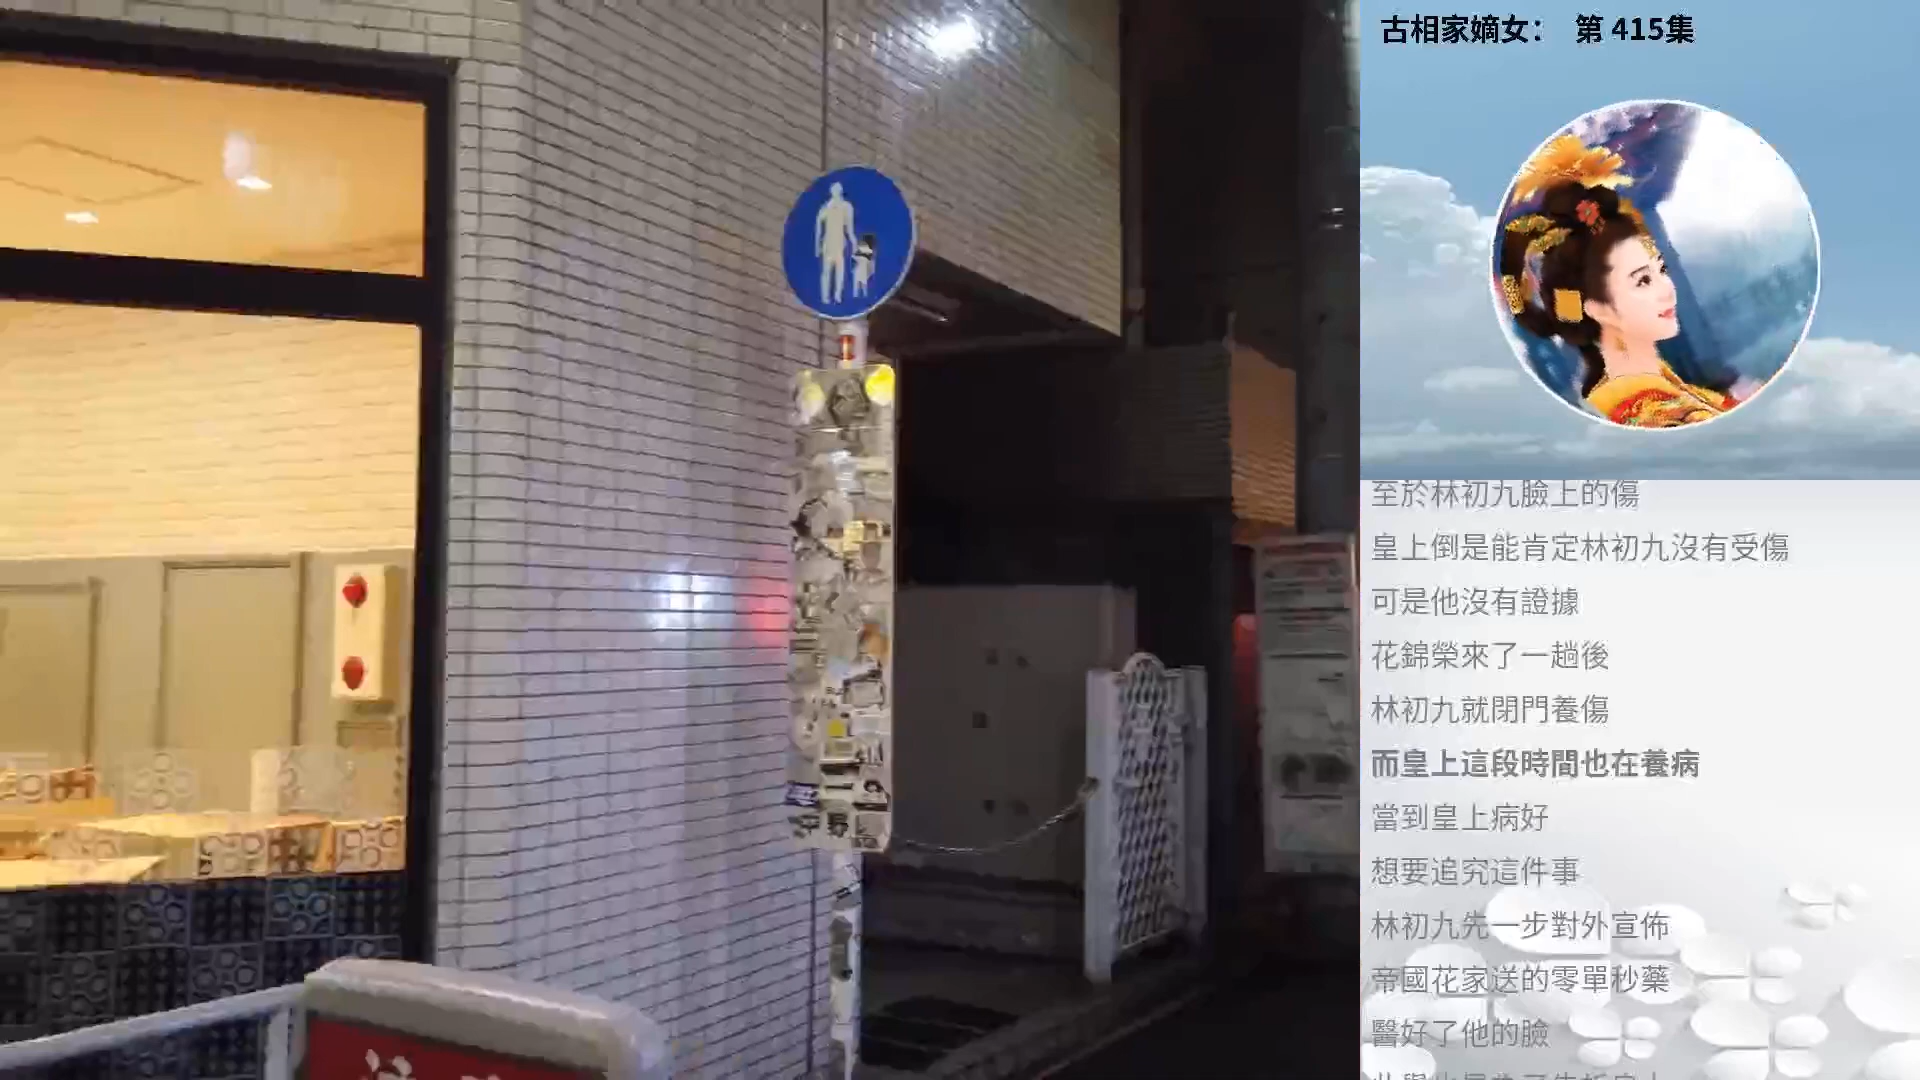 古相家嫡女： 第 415集
至於林初九臉上的傷
皇上倒是能肯定林初九沒有受傷
可是他沒有證據
花錦榮來了一趟後
林初九就閉門養傷
而皇上這段時間也在養病
當到皇上病好
想要追究這件事
林初九先一步對外宣佈
帝國花家送的零單秒藥
醫好了他的臉